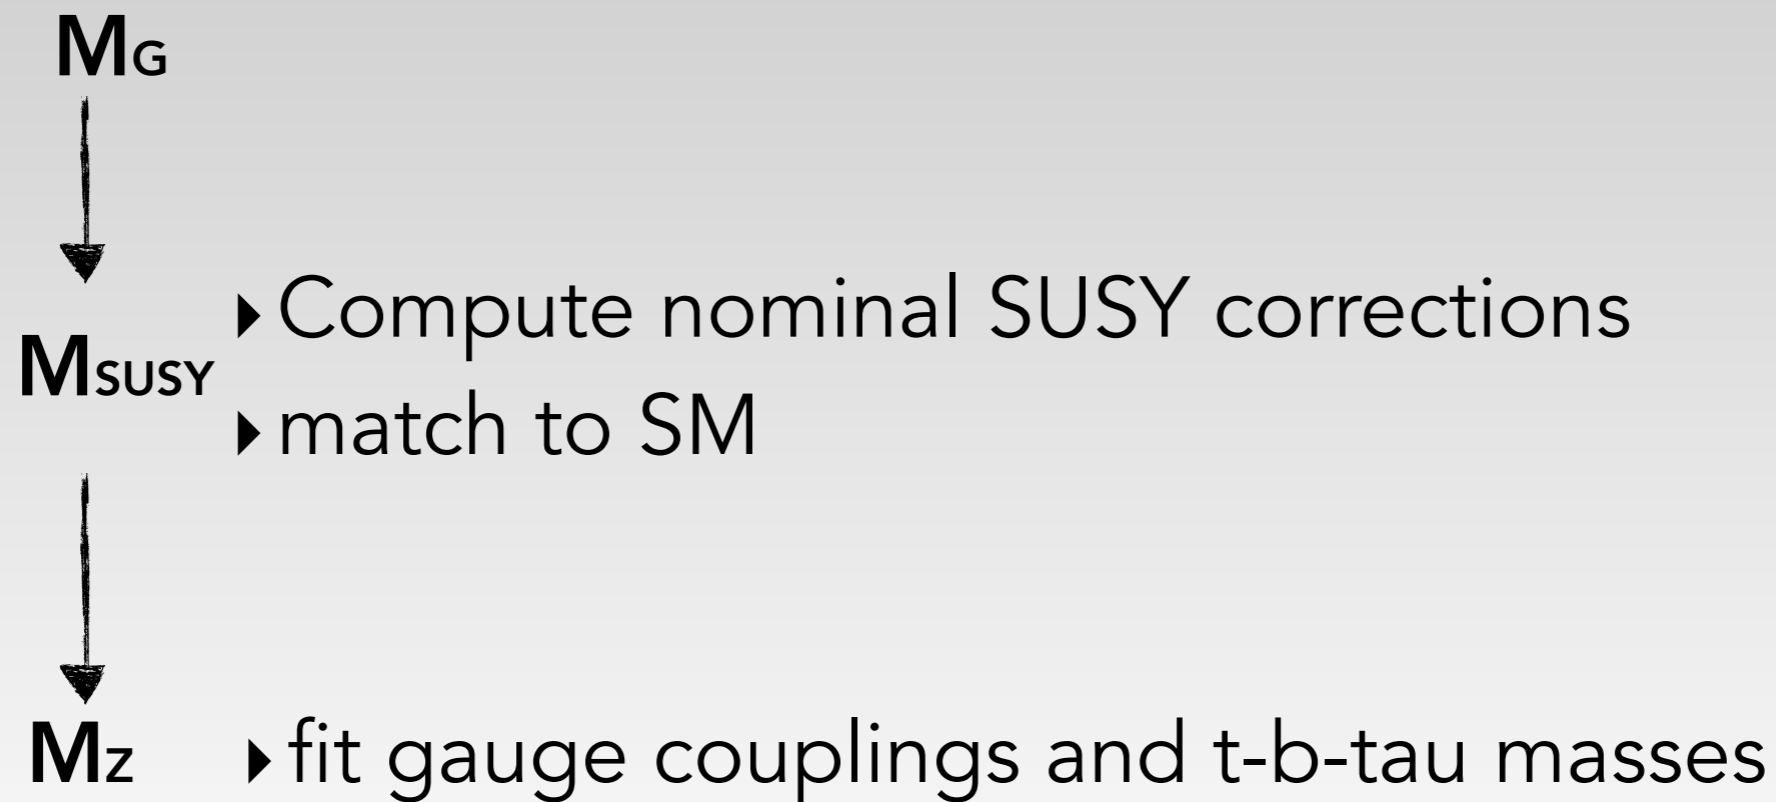 MG
▸Compute nominal SUSY corrections
MSUSY
▸match to SM
MZ ▸fit gauge couplings and t-b-tau masses